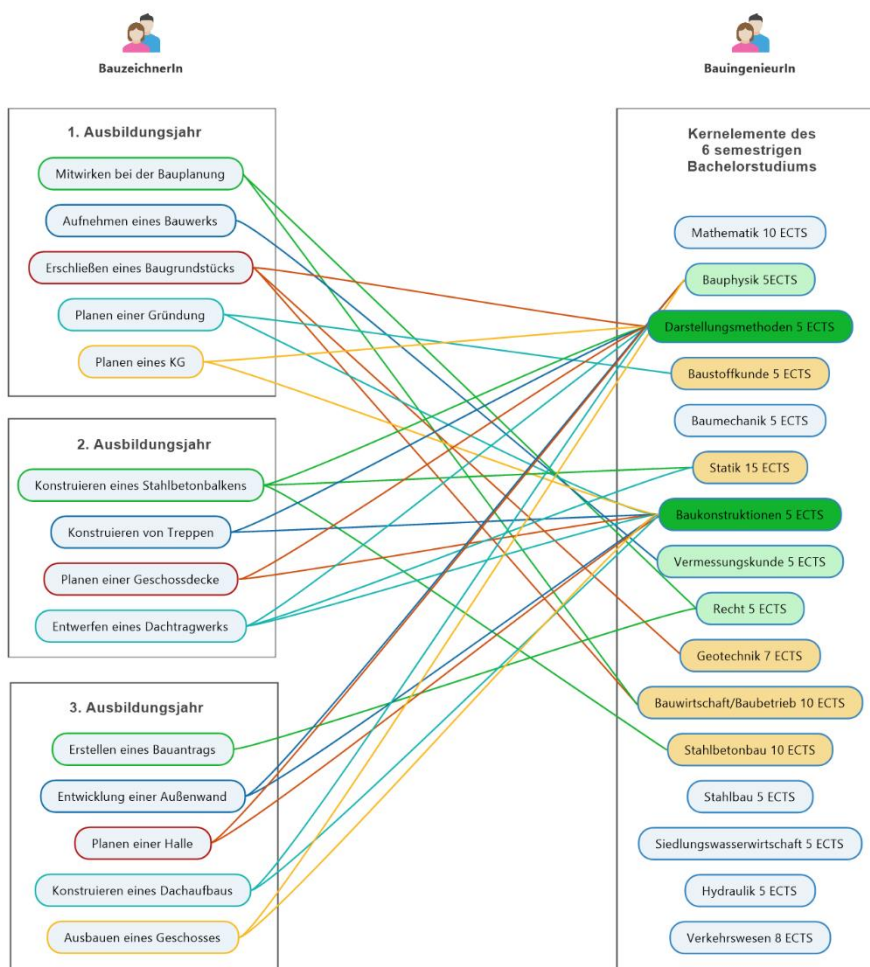 BauzeichnerIn
BauingenieurIn
1. Ausbildungsjahr
Mitwirken bei der Bauplanung
Aufnehmen eines Bauwerks
Erschließen eines Baugrundstücks
Planen einer Gründung
Planen eines KG
2. Ausbildungsjahr
Konstruieren eines Stahlbetonbalkens
Konstruieren von Treppen
Planen einer Geschossdecke
Entwerfen eines Dachtragwerks
3. Ausbildungsjahr
Erstellen eines Bauantrags
Entwicklung einer Außenwand
Planen einer Halle
Konstruieren eines Dachaufbaus
Ausbauen eines Geschosses
Kernelemente des
6 semestrigen
Bachelorstudiums
Mathematik 10 ECTS
Bauphysik 5ECTS
Darstellungsmethoden 5 ECTS
Baustoffkunde 5 ECTS
Baumechanik 5 ECTS
Statik 15 ECTS
Baukonstruktionen 5 ECTS
Vermessungskunde 5 ECTS
Recht 5 ECTS
Geotechnik 7 ECTS
Bauwirtschaft/Baubetrieb 10 ECTS
Stahlbetonbau 10 ECTS
Stahlbau 5 ECTS
Siedlungswasserwirtschaft 5 ECTS
Hydraulik 5 ECTS
Verkehrswesen 8 ECTS